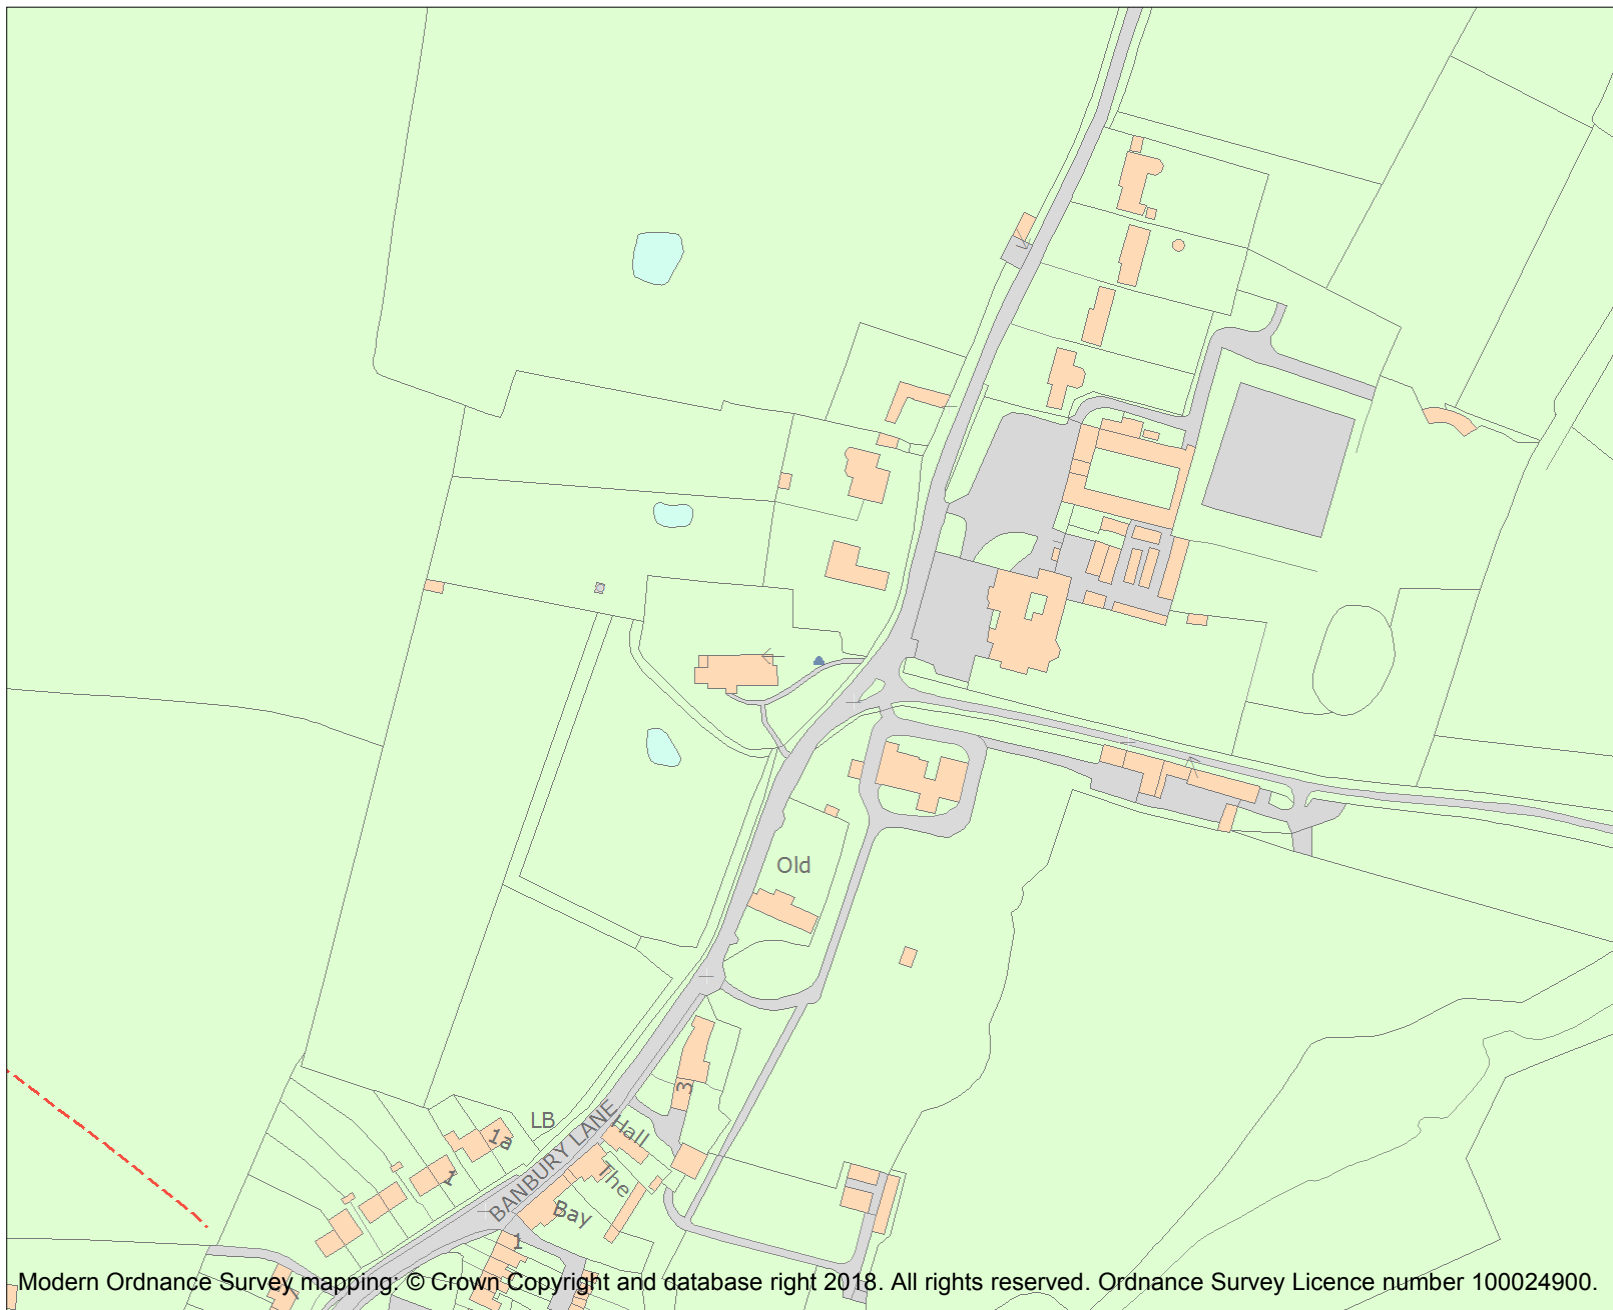 Old
3
LB
1a
1
BANBURY LANE
Hall
The
Bay
1
Modern Ordnance Survey mapping: © Crown Copyright and database right 2018. All rights reserved. Ordnance Survey Licence number 100024900.